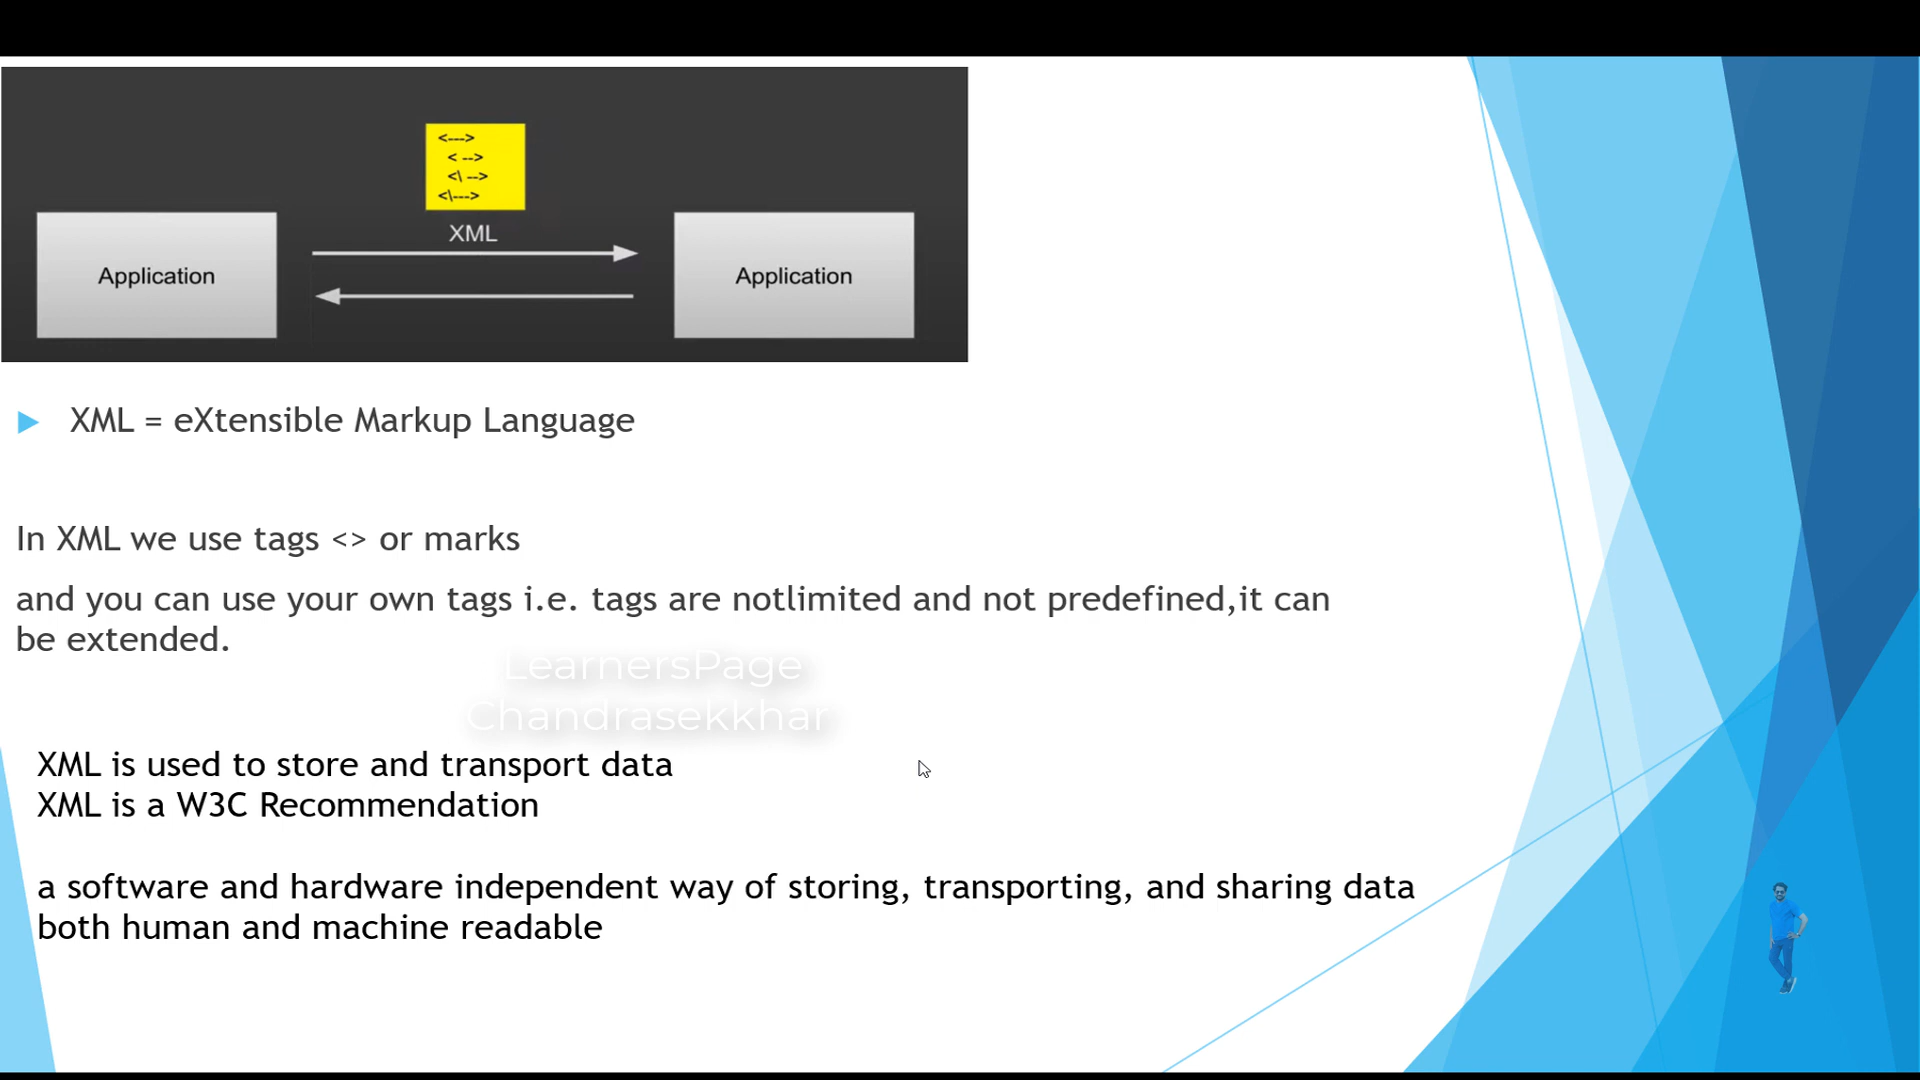 <--->
< -->
<\ -->
<\--->
XML
Application
Application
XML = eXtensible Markup Language
In XML we use tags <> or marks
and you can use your own tags i.e. tags are notlimited and not predefined,it can
be extended.
LearnersPage
Chandrasekkhar
XML is used to store and transport data
XML is a W3C Recommendation
a software and hardware independent way of storing, transporting, and sharing data
both human and machine readable